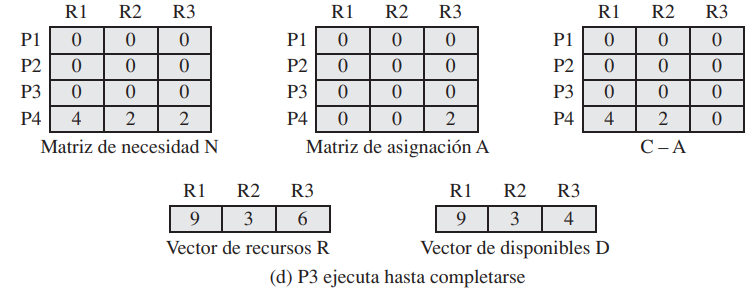 R1 R2 R3 R1 R2 R3 R1 R2 R3
P1 0 0 0 P1 0 0 0 P1 0 0 0
P2 0 0 0 P2 0 0 0 P2 0 0 0
P3 0 0 0 P3 0 0 0 P3 0 0 0
P4 4 2 2 P4 0 0 2 P4 4 2 0
Matriz de necesidad N Matriz de asignación A C – A
R1 R2 R3 R1 R2 R3
9 3 6 9 3 4
Vector de recursos R Vector de disponibles D
(d) P3 ejecuta hasta completarse